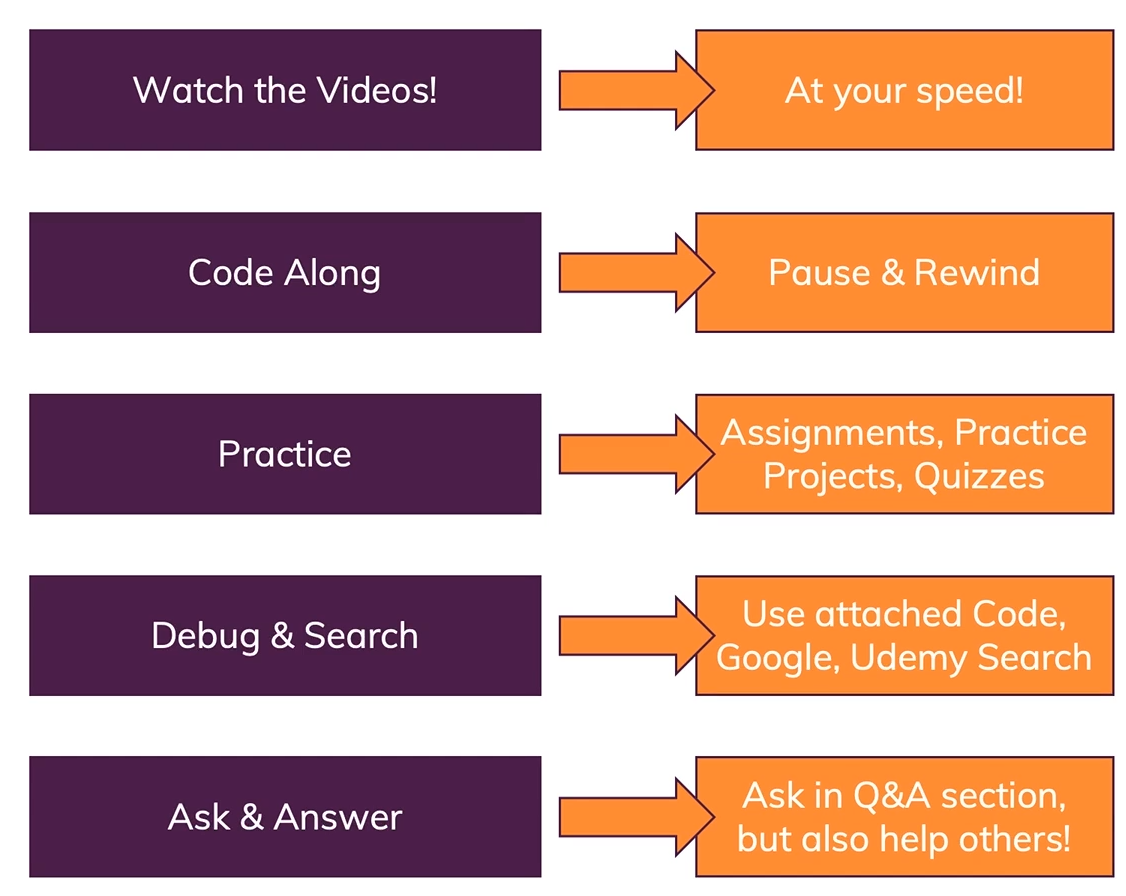 Watch the Videos!
At your speed!
Code Along
Pause & Rewind
Practice
Assignments, Practice
Projects, Quizzes
Debug & Search
Use attached Code,
Google, Udemy Search
Ask & Answer
Ask in Q&A section,
but also help others!